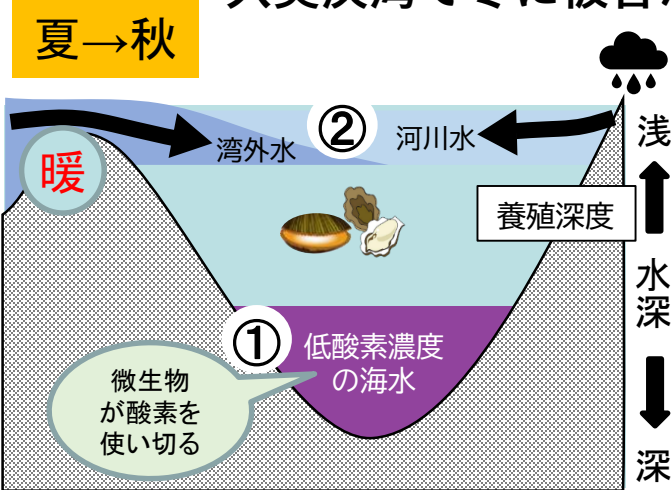 夏→秋
湾外水
②
河川水
浅
暖
養殖深度
水深
①
低酸素濃度
の海水
微生物
が酸素を
使い切る
深